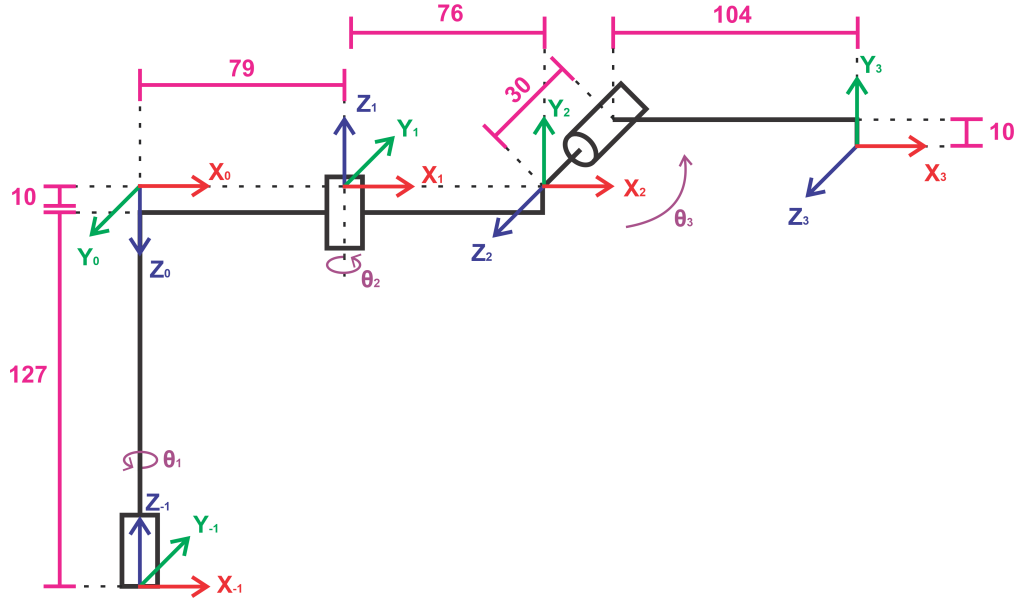 76
104
79
Z₁
Y₁
30
Y₂
Y₃
10
X₀
X₁
X₂
X₃
10
Y₀
Z₀
θ₂
Z₂
θ₃
Z₃
127
θ₁
Z₋₁
Y₋₁
X₋₁